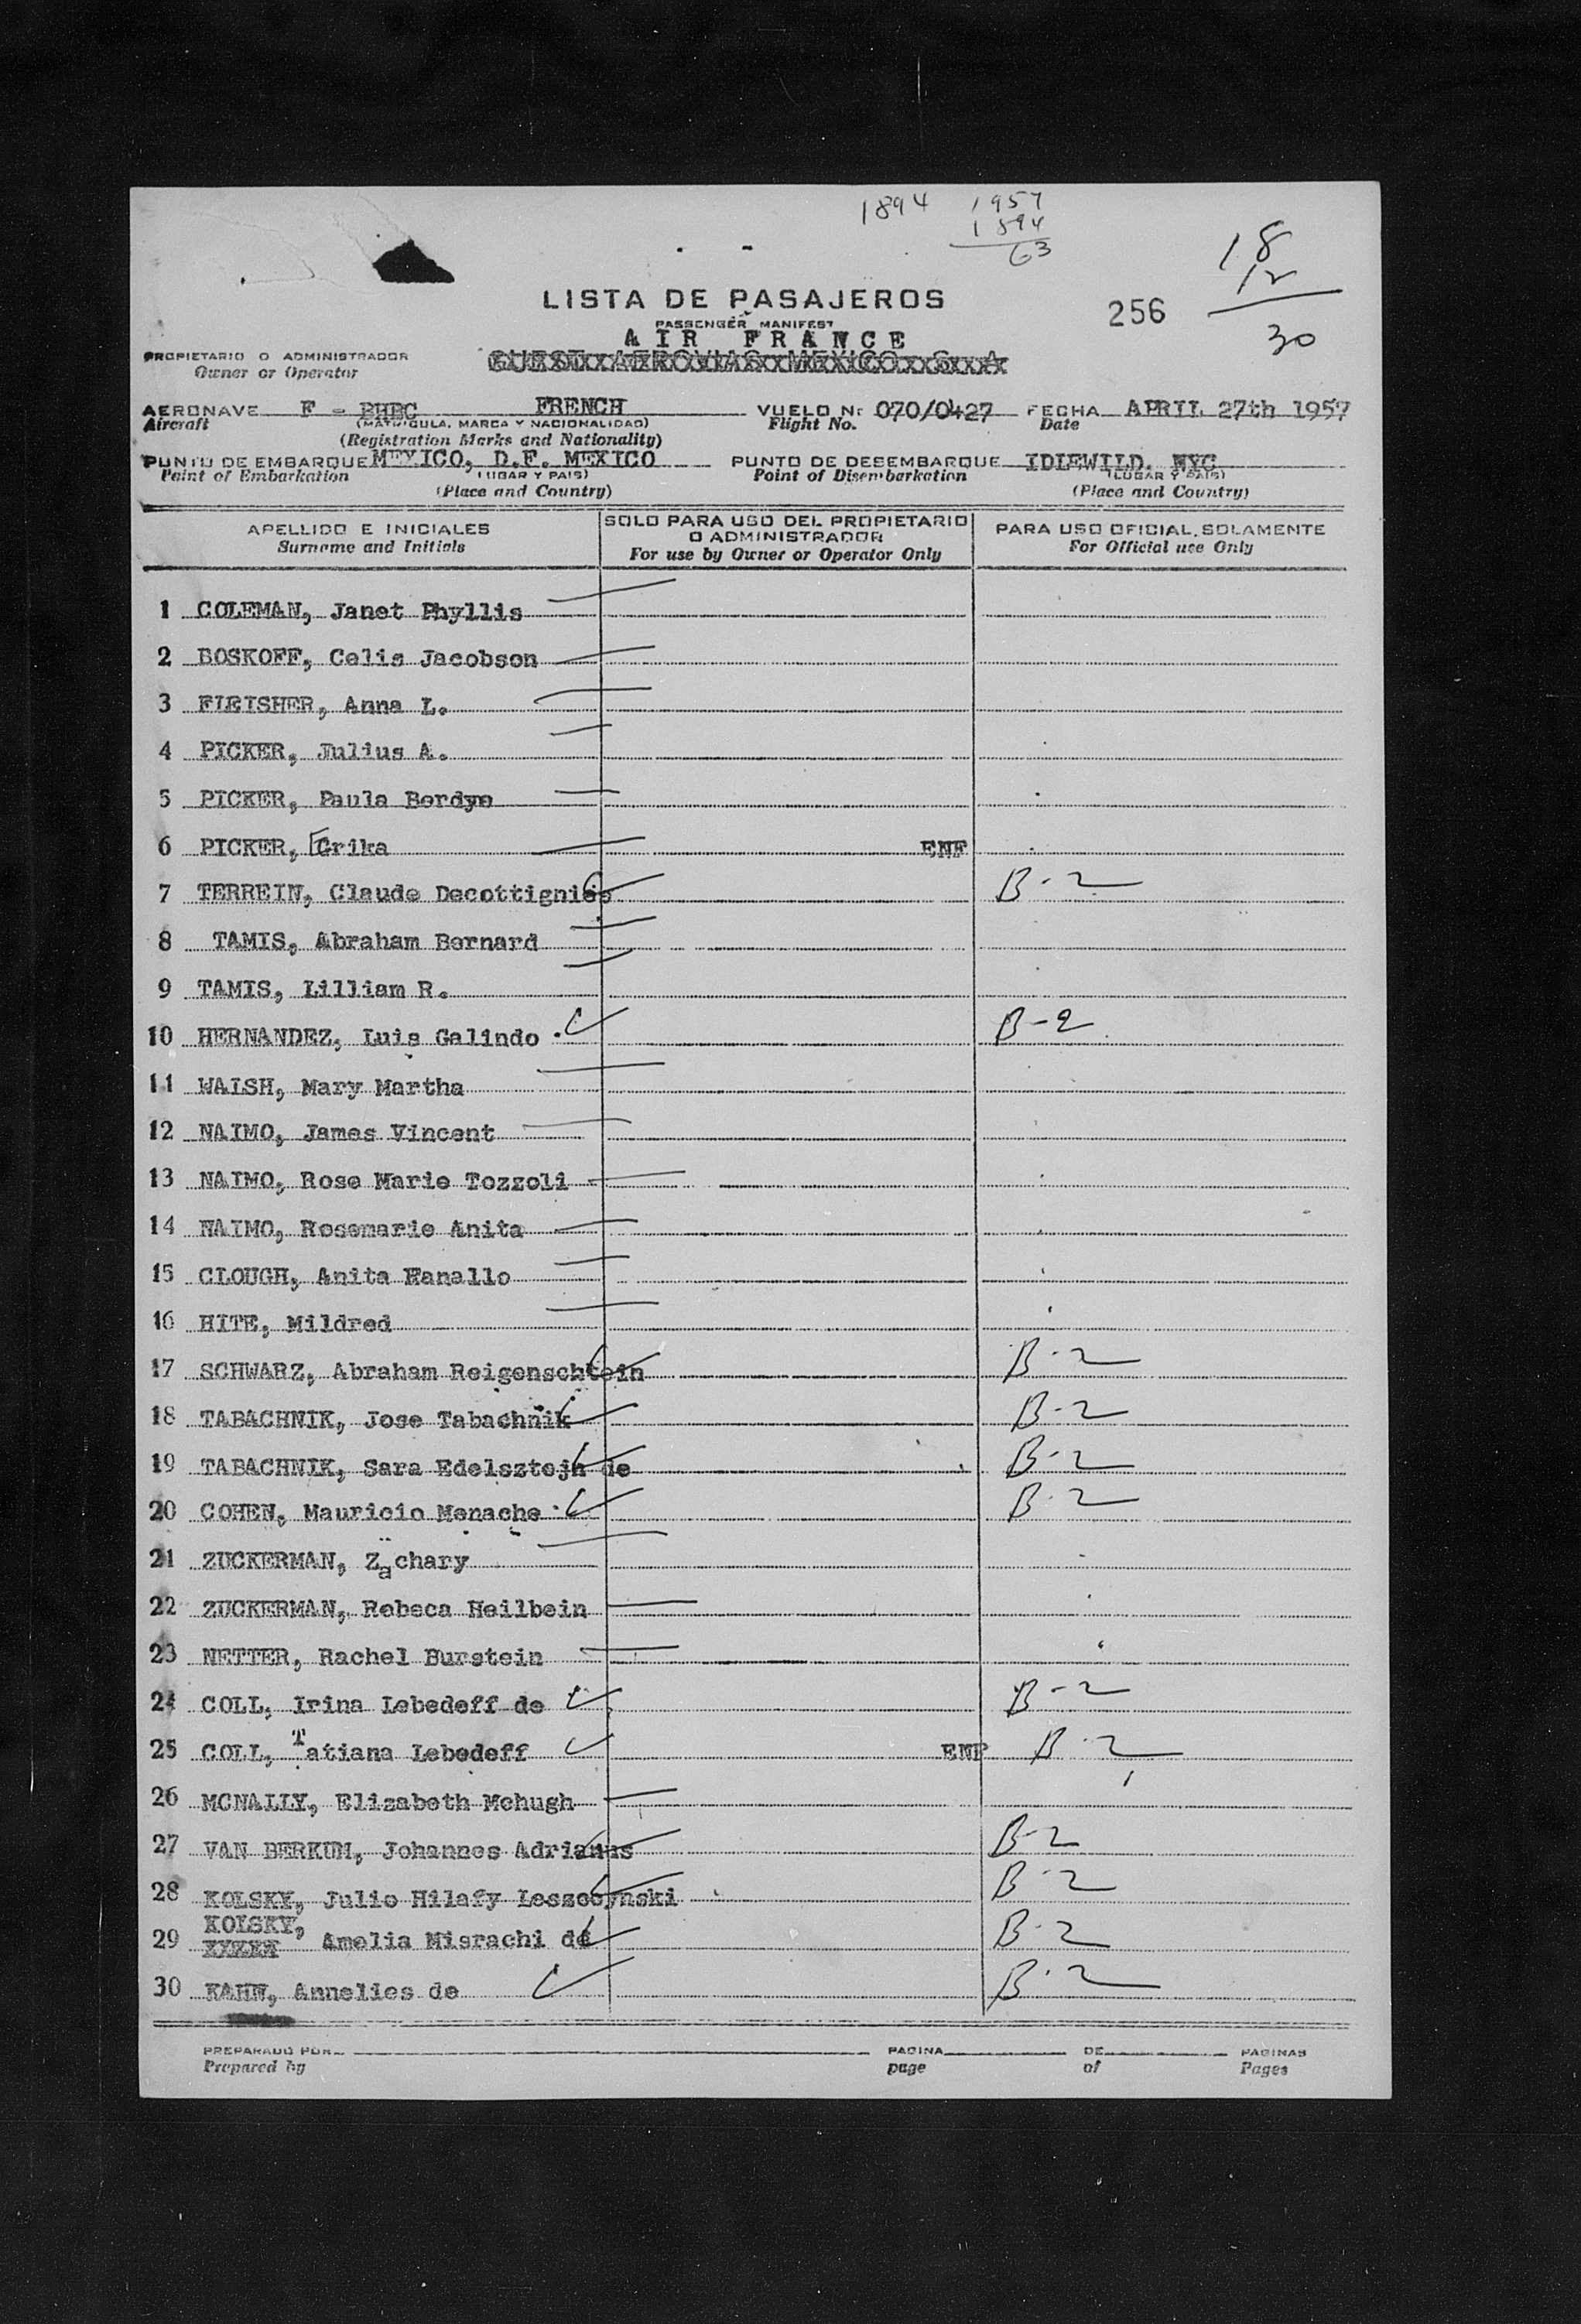 1894 1957
1894
63
18
12
30
LISTA DE PASAJEROS
PASSENGER MANIFEST
256
AIR FRANCE
PROPIETARIO O ADMINISTRADOR
Owner or Operator
GUEST AEROVIAS MEXICO S A
AERONAVE F - BHBC FRENCH VUELO Nr 070/0427 FECHA APRIL 27th 1957
Aircraft (MATRICULA, MARCA Y NACIONALIDAD) Flight No. Date
(Registration Marks and Nationality)
PUNTO DE EMBARQUE MEXICO, D.F. MEXICO PUNTO DE DESEMBARQUE IDLEWILD, NYC
Point of Embarkation (LUGAR Y PAIS) Point of Disembarkation (LUGAR Y PAIS)
(Place and Country) (Place and Country)
APELLIDO E INICIALES SOLO PARA USO DEL PROPIETARIO PARA USO OFICIAL, SOLAMENTE
Surname and Initials O ADMINISTRADOR For Official use Only
For use by Owner or Operator Only
1 COLEMAN, Janet Phyllis
2 BOSKOFF, Celia Jacobson
3 FLEISHER, Anna L.
4 PICKER, Julius A.
5 PICKER, Paula Bordye
6 PICKER, Erika ENF
7 TERREIN, Claude Decottignies B-2
8 TAMIS, Abraham Bernard
9 TAMIS, Lilliam R.
10 HERNANDEZ, Luis Galindo B-2
11 WALSH, Mary Martha
12 NAIMO, James Vincent
13 NAIMO, Rose Marie Tozzoli
14 NAIMO, Rosemarie Anita
15 CLOUGH, Anita Fanallo
16 HITE, Mildred
17 SCHWARZ, Abraham Reigenschtein B-2
18 TABACHNIK, Jose Tabachnik B-2
19 TABACHNIK, Sara Edelsztejn de B-2
20 COHEN, Mauricio Menache B-2
21 ZUCKERMAN, Zachary
22 ZUCKERMAN, Rebeca Heilbein
23 NETTER, Rachel Burstein
24 COLL, Irina Lebedeff de B-2
25 COLL, Tatiana Lebedeff ENF B-2
26 MCNALLY, Elizabeth Mchugh
27 VAN BERKUM, Johannes Adrianus B-2
28 KOLSKY, Julio Hilafy Leszczynski B-2
KOLSKY,
29 Amelia Misrachi de B-2
30 KAHN, Annelies de B-2
PREPARADO POR PAGINA DE PAGINAS
Prepared by page of Pages